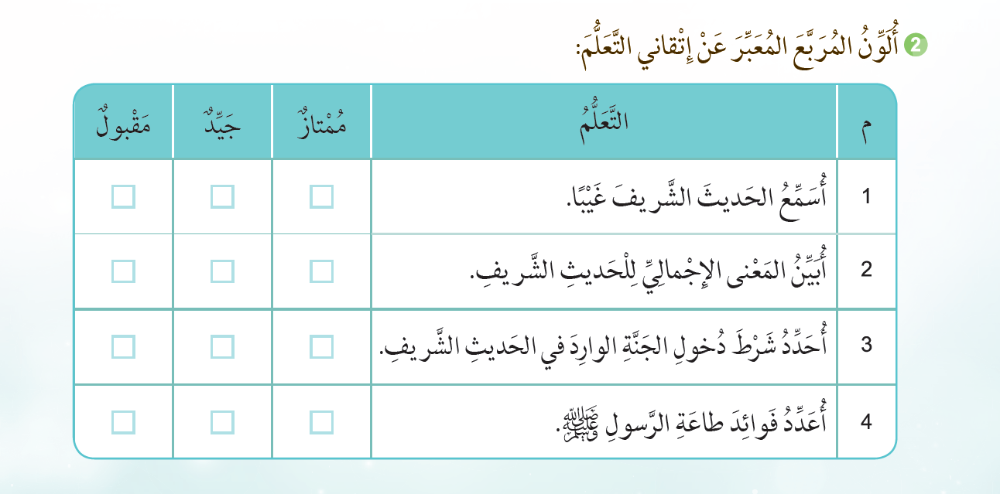 2 أُلَوِّنُ المُرَبَّعَ المُعَبِّرَ عَنْ إِتْقاني التَّعَلُّمَ:
م التَّعَلُّمُ مُمْتازٌ جَيِّدٌ مَقْبولٌ
1 أُسَمِّعُ الحَديثَ الشَّريفَ غَيْبًا.
2 أُبَيِّنُ المَعْنى الإِجْمالِيِّ لِلْحَديثِ الشَّريفِ.
3 أُحَدِّدُ شَرْطَ دُخولِ الجَنَّةِ الوارِدَ في الحَديثِ الشَّريفِ.
4 أُعَدِّدُ فَوائِدَ طاعَةِ الرَّسولِ ﷺ.